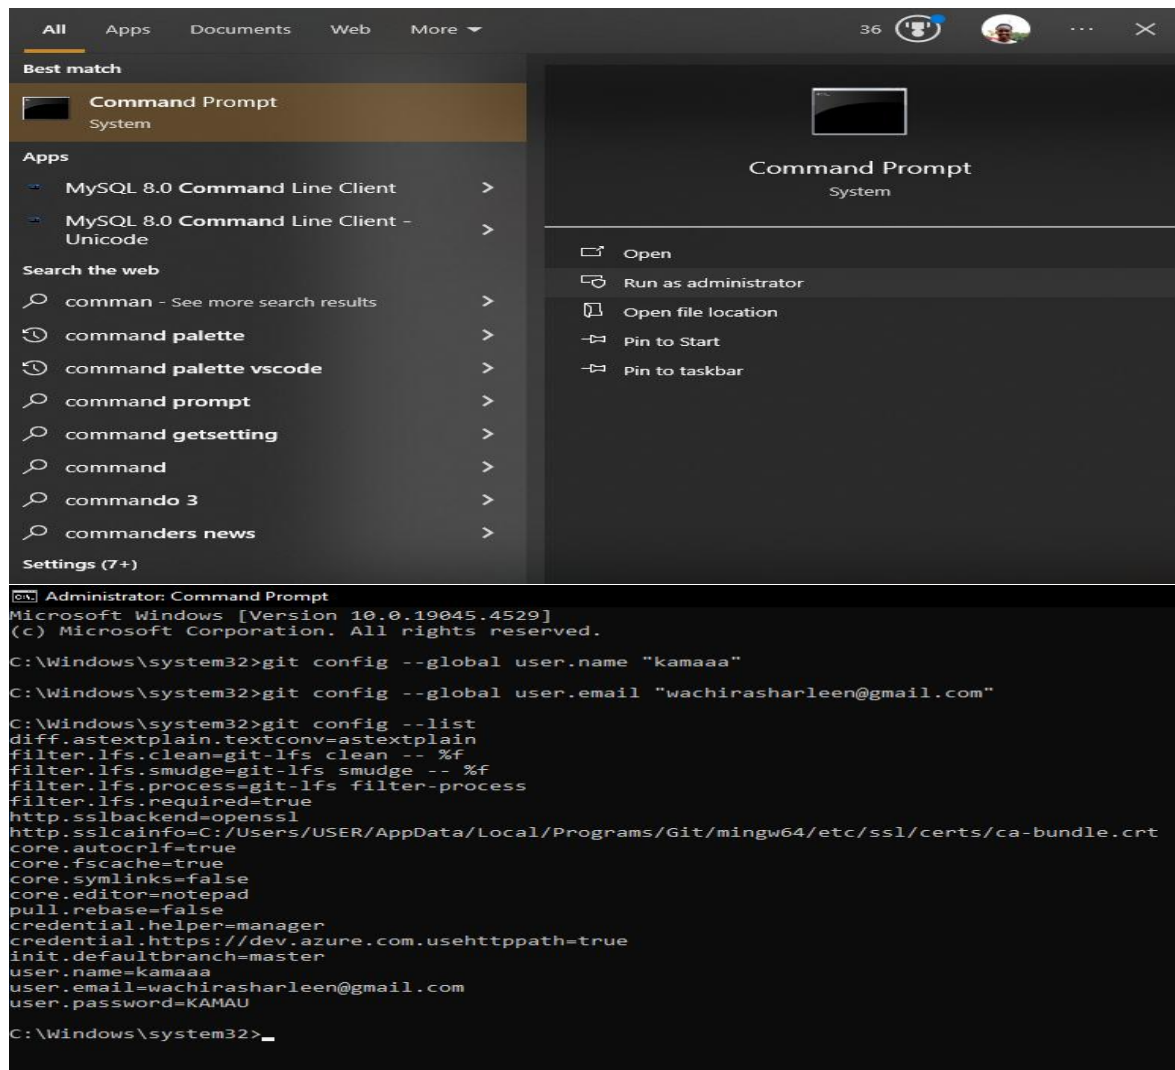 All Apps Documents Web More 36 ...
Best match
Command Prompt
System
Apps
MySQL 8.0 Command Line Client
MySQL 8.0 Command Line Client -
Unicode
Search the web
comman - See more search results
command palette
command palette vscode
command prompt
command getsetting
command
commando 3
commanders news
Settings (7+)
Command Prompt
System
Open
Run as administrator
Open file location
Pin to Start
Pin to taskbar
Administrator: Command Prompt
Microsoft Windows [Version 10.0.19045.4529]
(c) Microsoft Corporation. All rights reserved.
C:\Windows\system32>git config --global user.name "kamaaa"
C:\Windows\system32>git config --global user.email "wachirasharleen@gmail.com"
C:\Windows\system32>git config --list
diff.astextplain.textconv=astextplain
filter.lfs.clean=git-lfs clean -- %f
filter.lfs.smudge=git-lfs smudge -- %f
filter.lfs.process=git-lfs filter-process
filter.lfs.required=true
http.sslbackend=openssl
http.sslcainfo=C:/Users/USER/AppData/Local/Programs/Git/mingw64/etc/ssl/certs/ca-bundle.crt
core.autocrlf=true
core.fscache=true
core.symlinks=false
core.editor=notepad
pull.rebase=false
credential.helper=manager
credential.https://dev.azure.com.usehttppath=true
init.defaultbranch=master
user.name=kamaaa
user.email=wachirasharleen@gmail.com
user.password=KAMAU
C:\Windows\system32>_